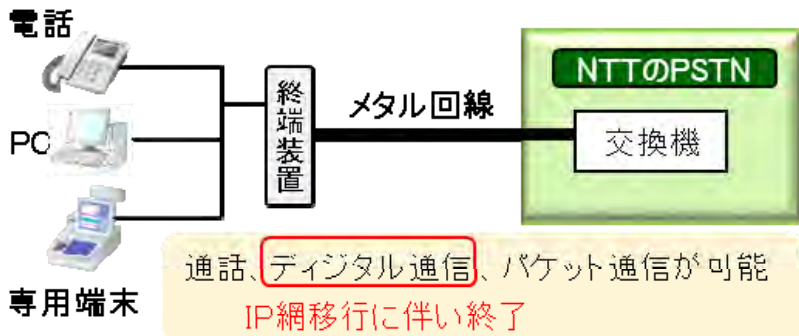 電話
NTTのPSTN
終端装置
メタル回線
PC
交換機
通話、ディジタル通信、パケット通信が可能
専用端末
IP網移行に伴い終了